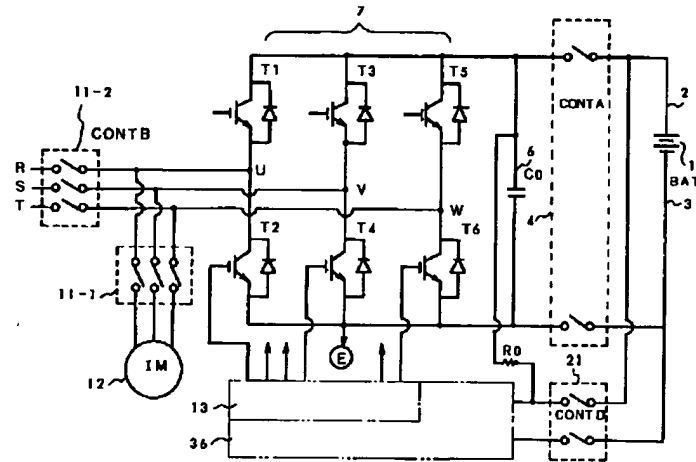 7
11-2
CONTB
T1
T3
T5
CONTA
2
1
BAT
3
R
S
T
U
V
W
6
C0
4
T2
T4
T6
11-1
IM
12
E
R0
21
CONTD
13
36